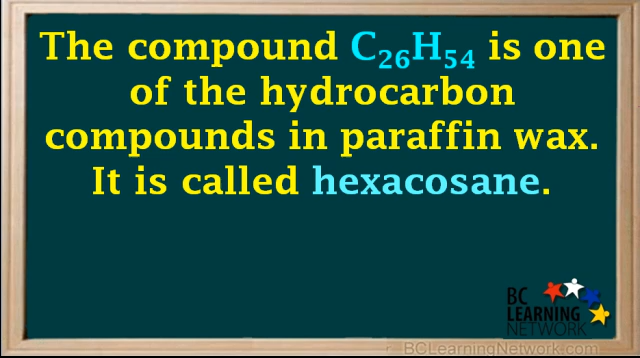 The compound C₂₆H₅₄ is one
of the hydrocarbon
compounds in paraffin wax.
It is called hexacosane.
BC
LEARNING
NETWORK
BCLearningNetwork.com